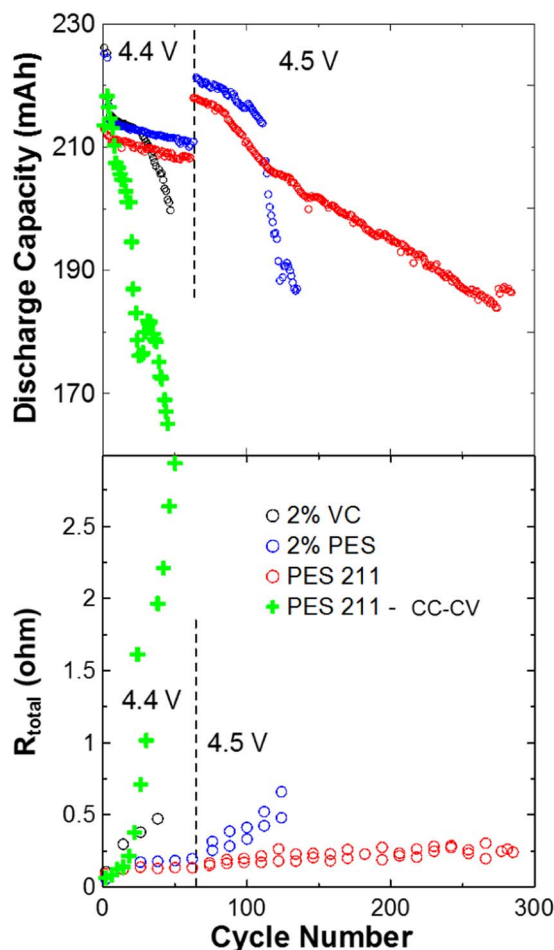 230
210
190
170
Discharge Capacity (mAh)
4.4 V
4.5 V
2.5
2
1.5
1
0.5
0
R_total (ohm)
2% VC
2% PES
PES 211
PES 211 - CC-CV
4.4 V
4.5 V
0
100
200
300
Cycle Number